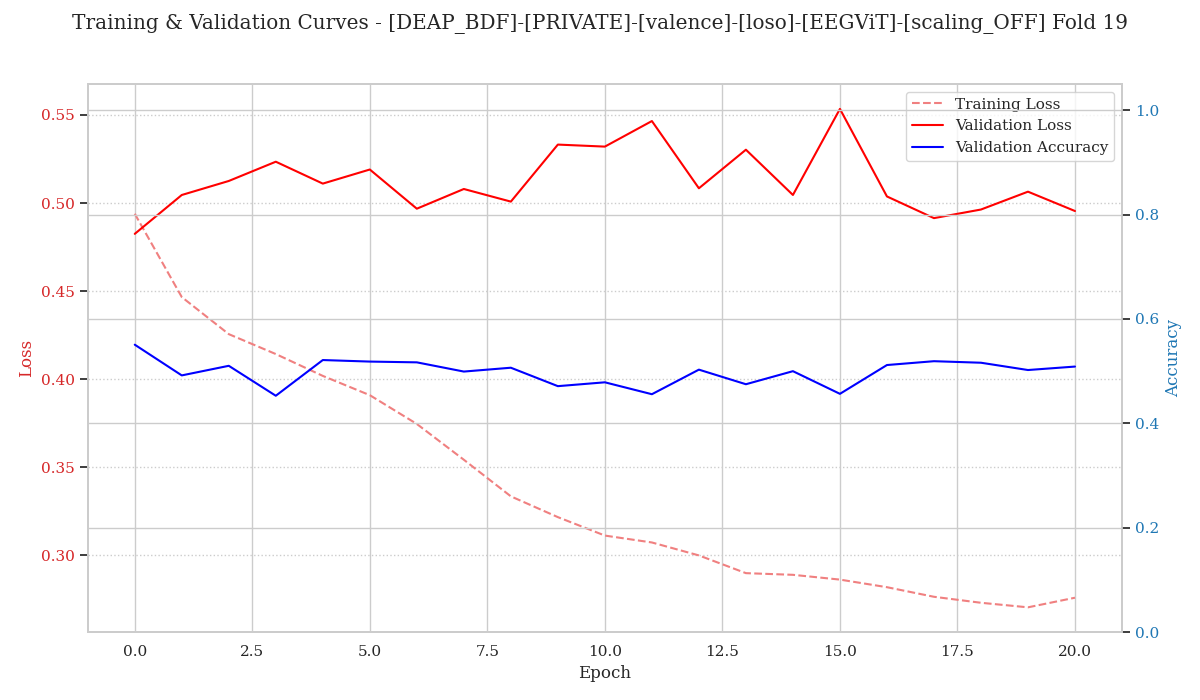 Training & Validation Curves - [DEAP_BDF]-[PRIVATE]-[valence]-[loso]-[EEGViT]-[scaling_OFF] Fold 19
Training Loss
Validation Loss
Validation Accuracy
Loss
0.55
0.50
0.45
0.40
0.35
0.30
1.0
0.8
0.6
0.4
0.2
0.0
Accuracy
0.0 2.5 5.0 7.5 10.0 12.5 15.0 17.5 20.0
Epoch